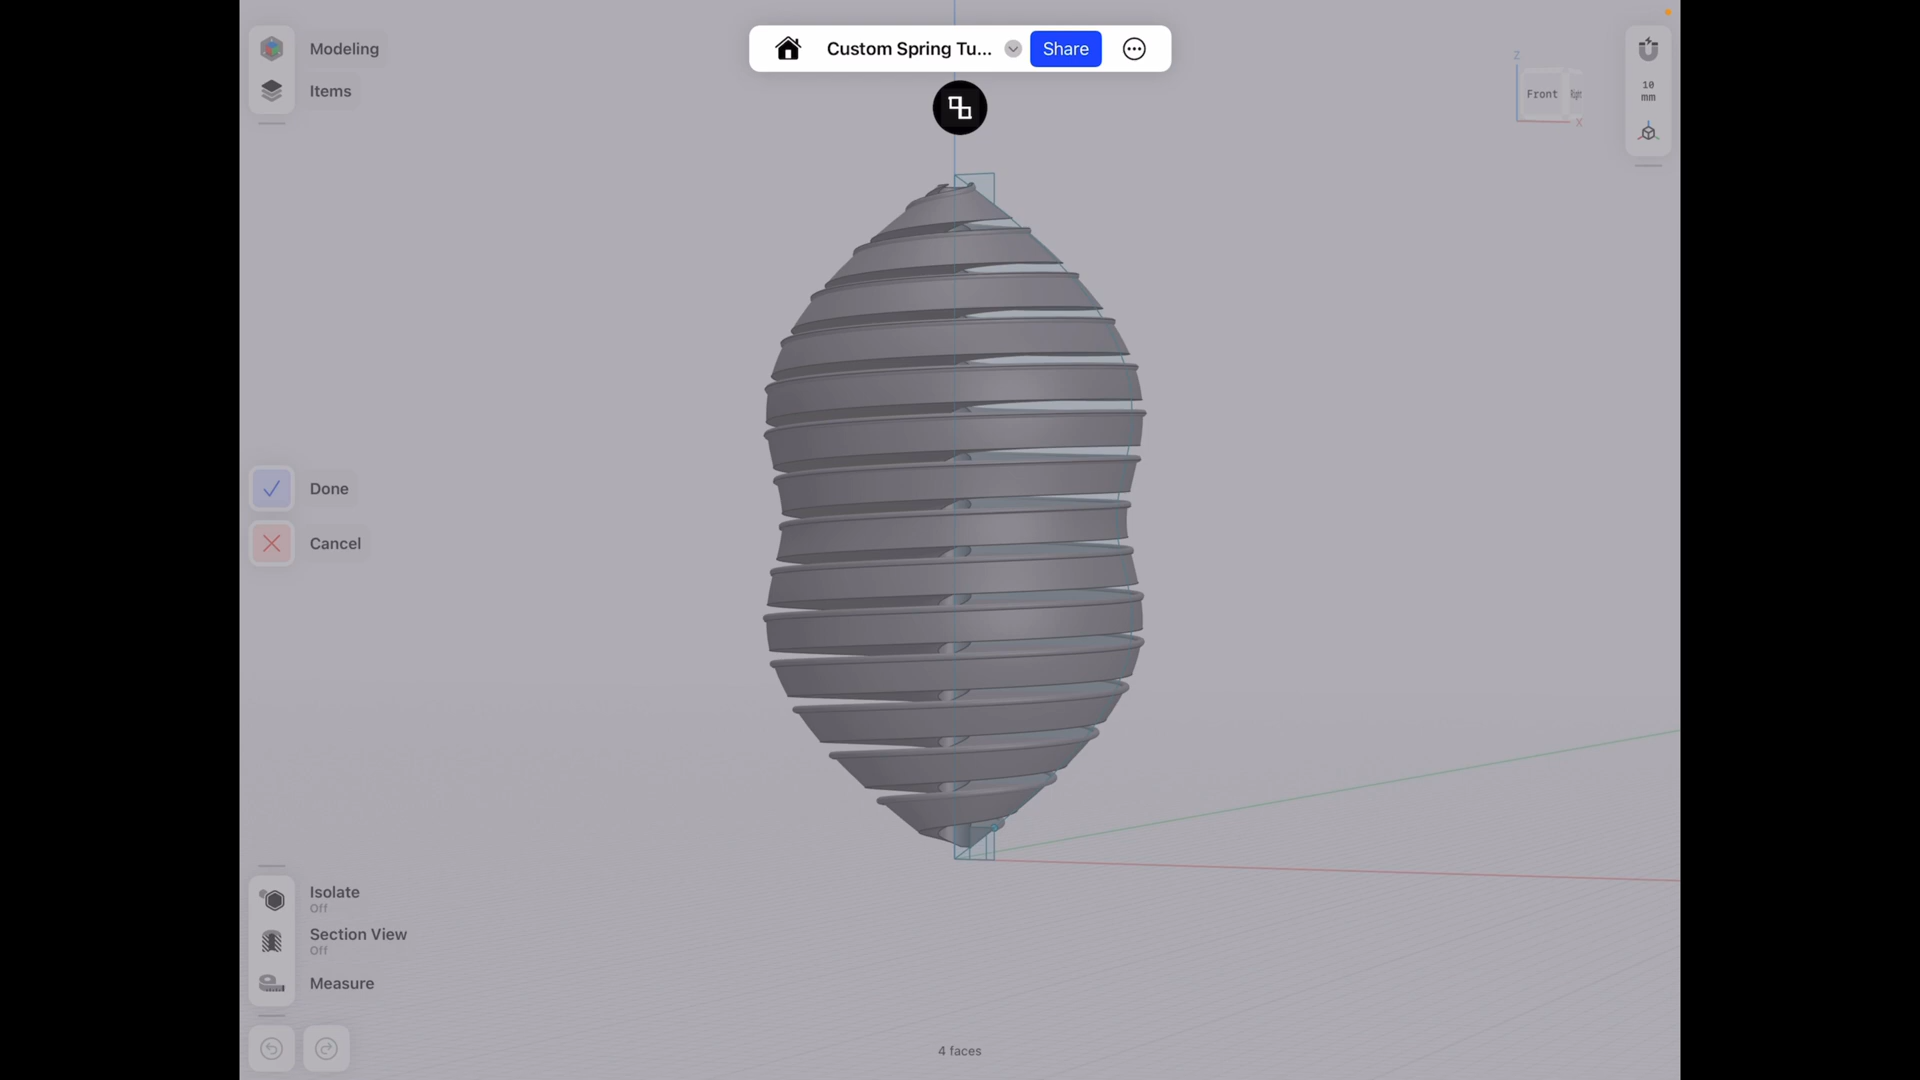 Modeling
Items
Custom Spring Tu...
Share
Z
Front
X
10
mm
Done
Cancel
Isolate
Off
Section View
Off
Measure
4 faces